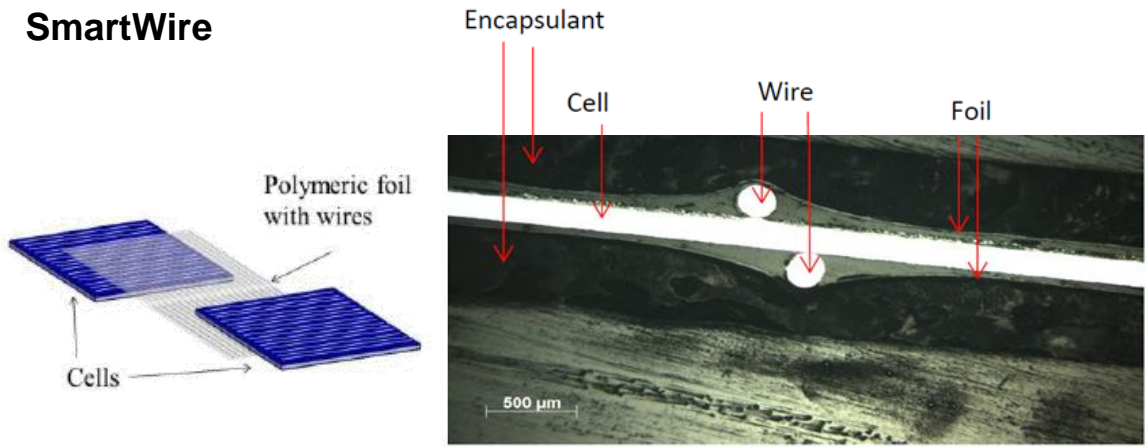 SmartWire
Encapsulant
Cell
Wire
Foil
Polymeric foil
with wires
Cells
500 µm